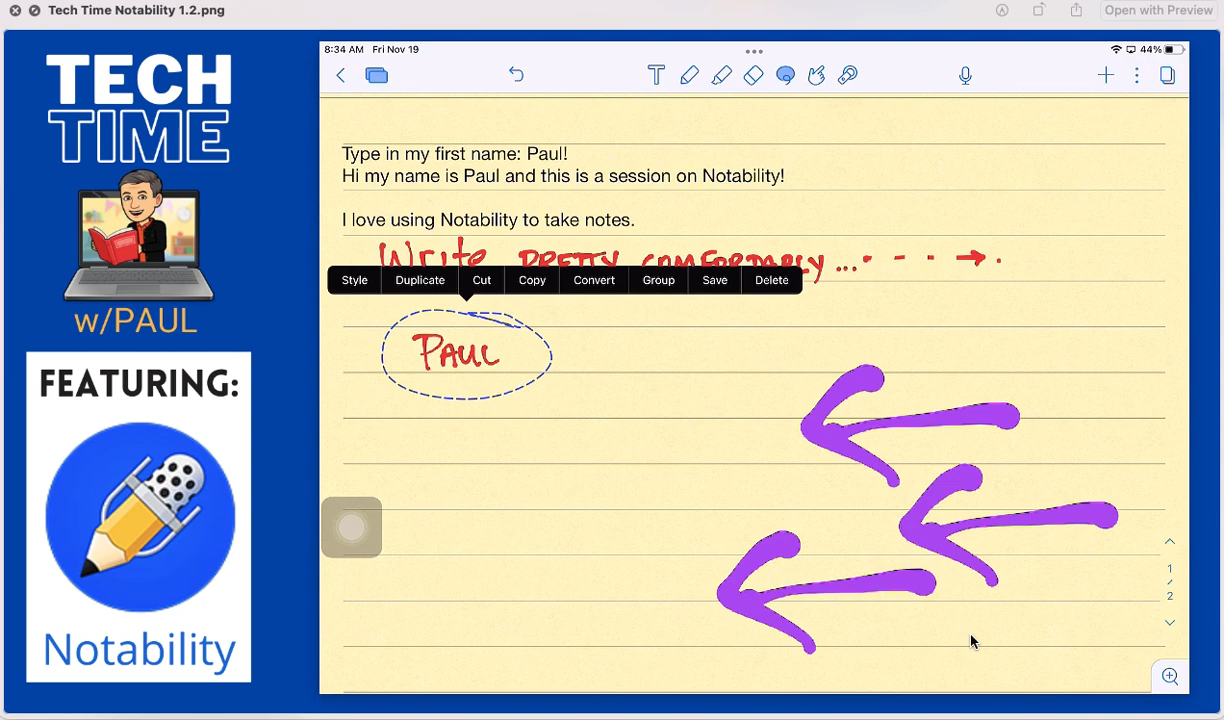 Tech Time Notability 1.2.png
Open with Preview
TECH
TIME
w/PAUL
FEATURING:
Notability
8:34 AM Fri Nov 19
44%
Type in my first name: Paul!
Hi my name is Paul and this is a session on Notability!
I love using Notability to take notes.
Write PRETTY COMFORTABLY ...
Style Duplicate Cut Copy Convert Group Save Delete
PAUL
1
/
2